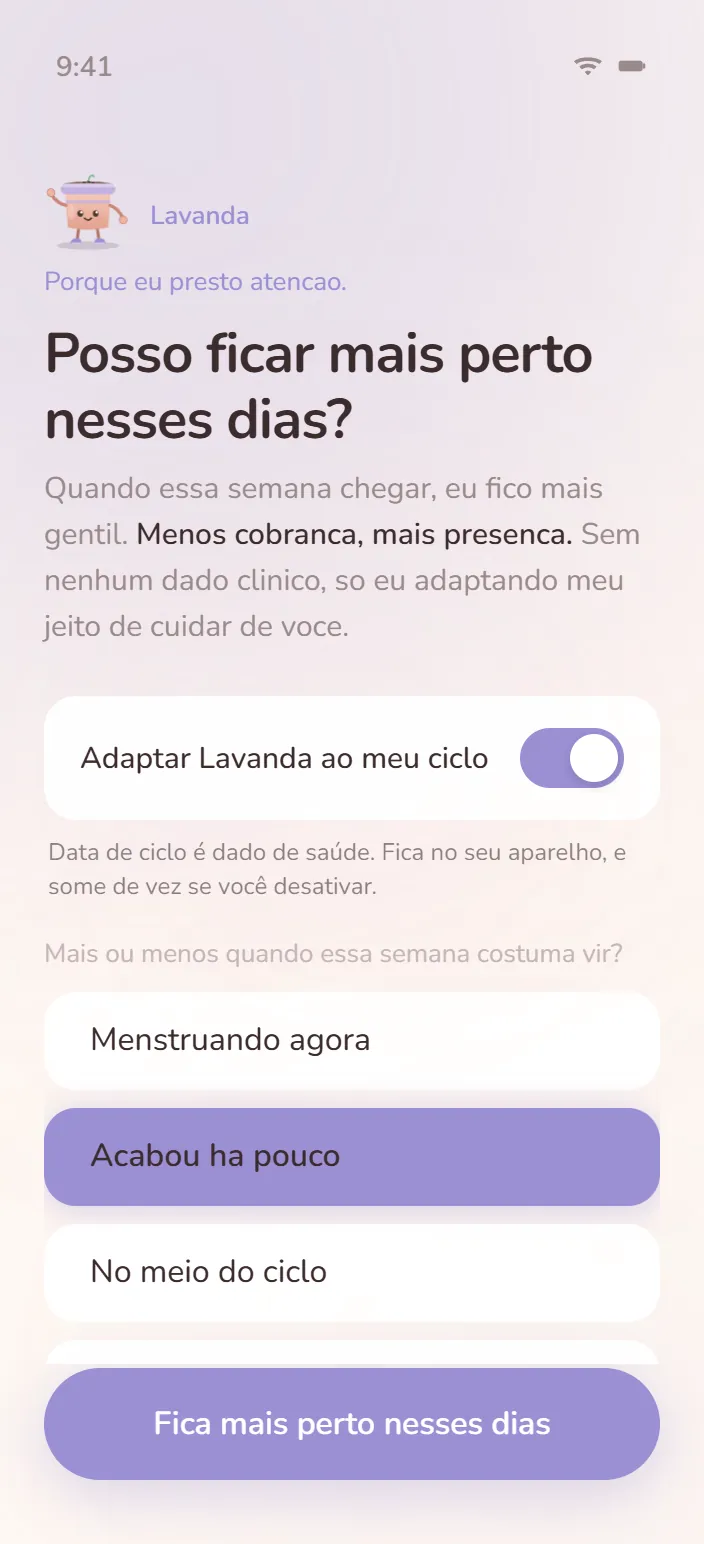 9:41
Lavanda
Porque eu presto atencao.
Posso ficar mais perto
nesses dias?
Quando essa semana chegar, eu fico mais
gentil. Menos cobranca, mais presenca. Sem
nenhum dado clinico, so eu adaptando meu
jeito de cuidar de voce.
Adaptar Lavanda ao meu ciclo
Data de ciclo é dado de saúde. Fica no seu aparelho, e
some de vez se você desativar.
Mais ou menos quando essa semana costuma vir?
Menstruando agora
Acabou ha pouco
No meio do ciclo
Fica mais perto nesses dias